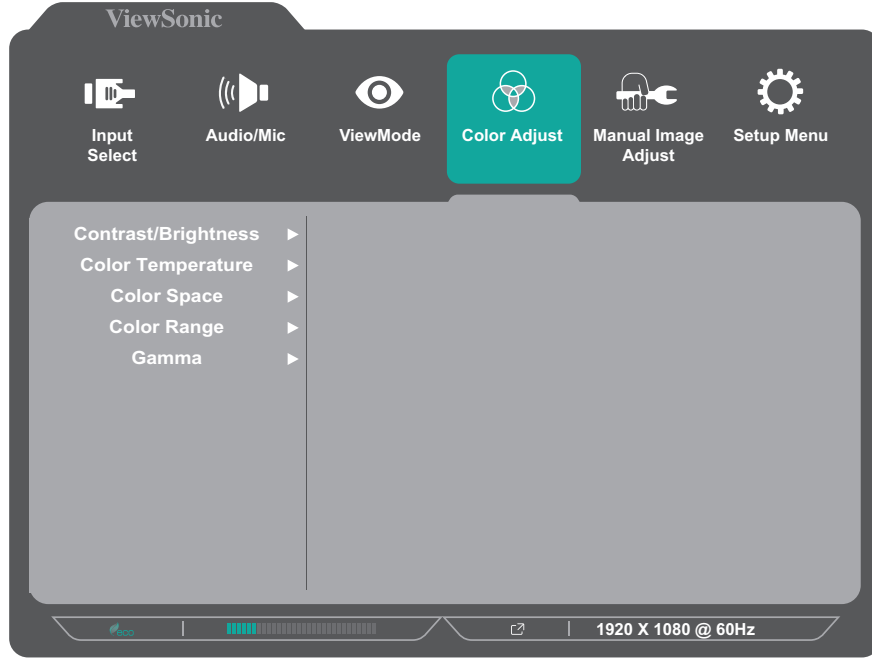 ViewSonic
Input
Select
Audio/Mic
ViewMode
Color Adjust
Manual Image
Adjust
Setup Menu
Contrast/Brightness
Color Temperature
Color Space
Color Range
Gamma
eco
1920 X 1080 @ 60Hz